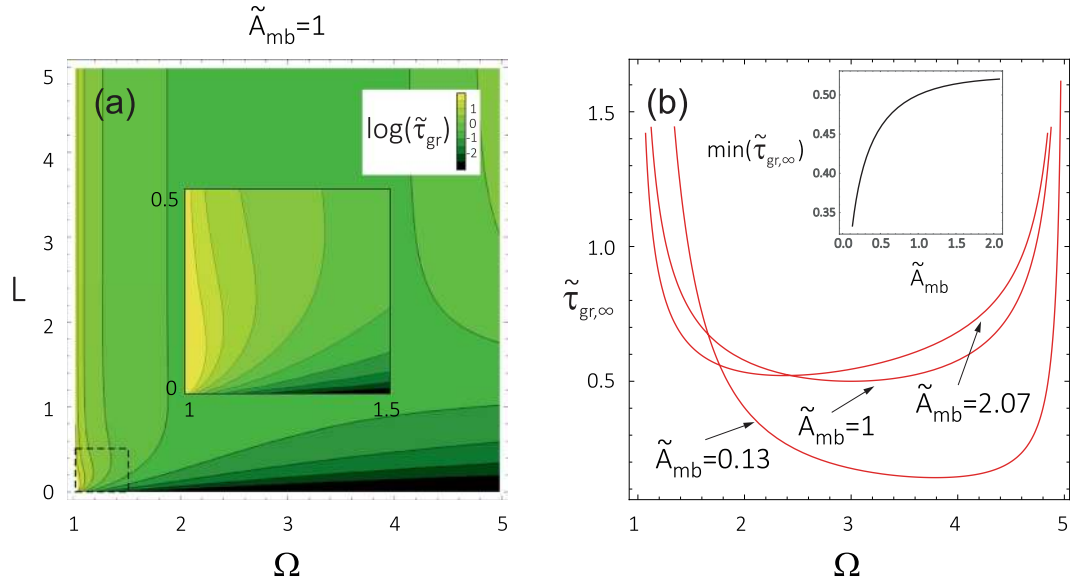 Ã_mb=1
(a)
log(τ̃_gr)
1
0
-1
-2
5
4
3
2
1
0
L
0.5
0
1
1.5
1
2
3
4
5
Ω
(b)
1.5
1.0
0.5
τ̃_gr,∞
min(τ̃_gr,∞)
0.50
0.45
0.40
0.35
0.0
0.5
1.0
1.5
2.0
Ã_mb
Ã_mb=2.07
Ã_mb=1
Ã_mb=0.13
1
2
3
4
5
Ω